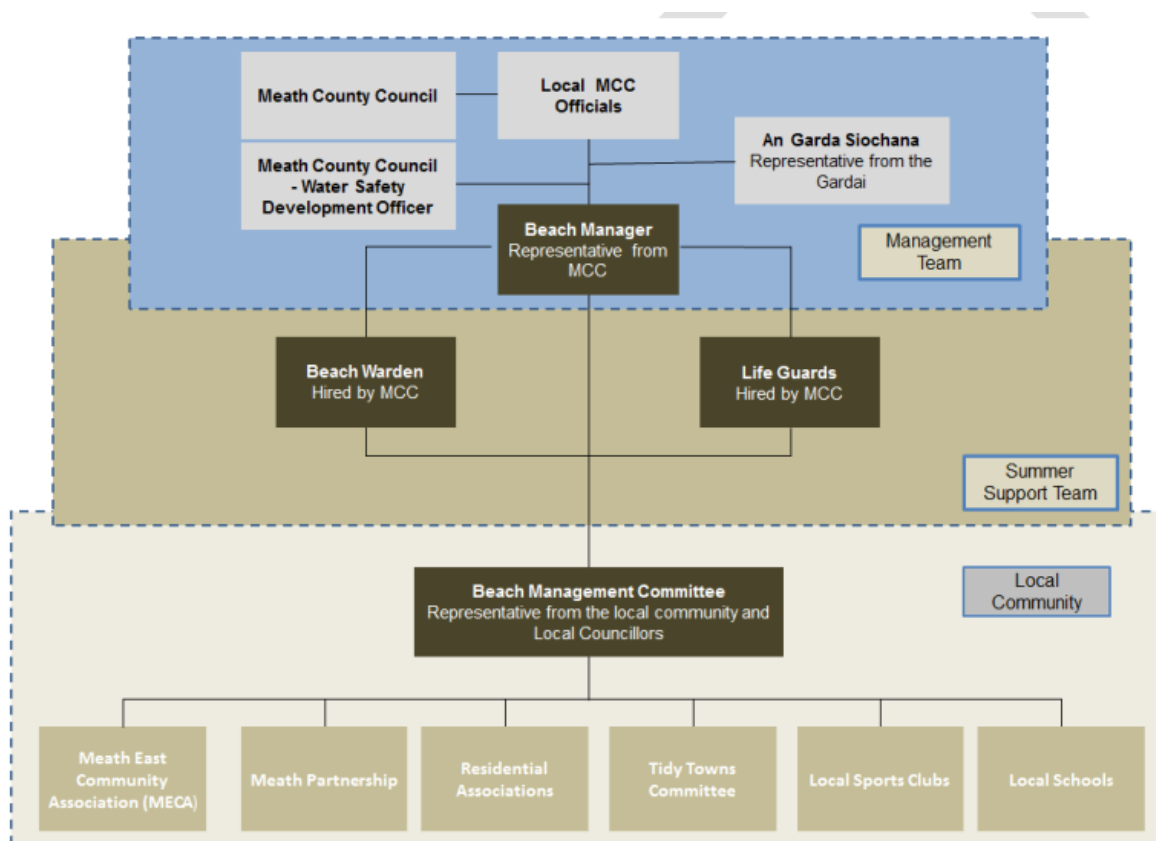 Meath County Council
Local MCC
Officials
An Garda Siochana
Representative from the
Gardai
Meath County Council
- Water Safety
Development Officer
Beach Manager
Representative from
MCC
Management
Team
Beach Warden
Hired by MCC
Life Guards
Hired by MCC
Summer
Support Team
Beach Management Committee
Representative from the local community and
Local Councillors
Local
Community
Meath East
Community
Association (MECA)
Meath Partnership
Residential
Associations
Tidy Towns
Committee
Local Sports Clubs
Local Schools